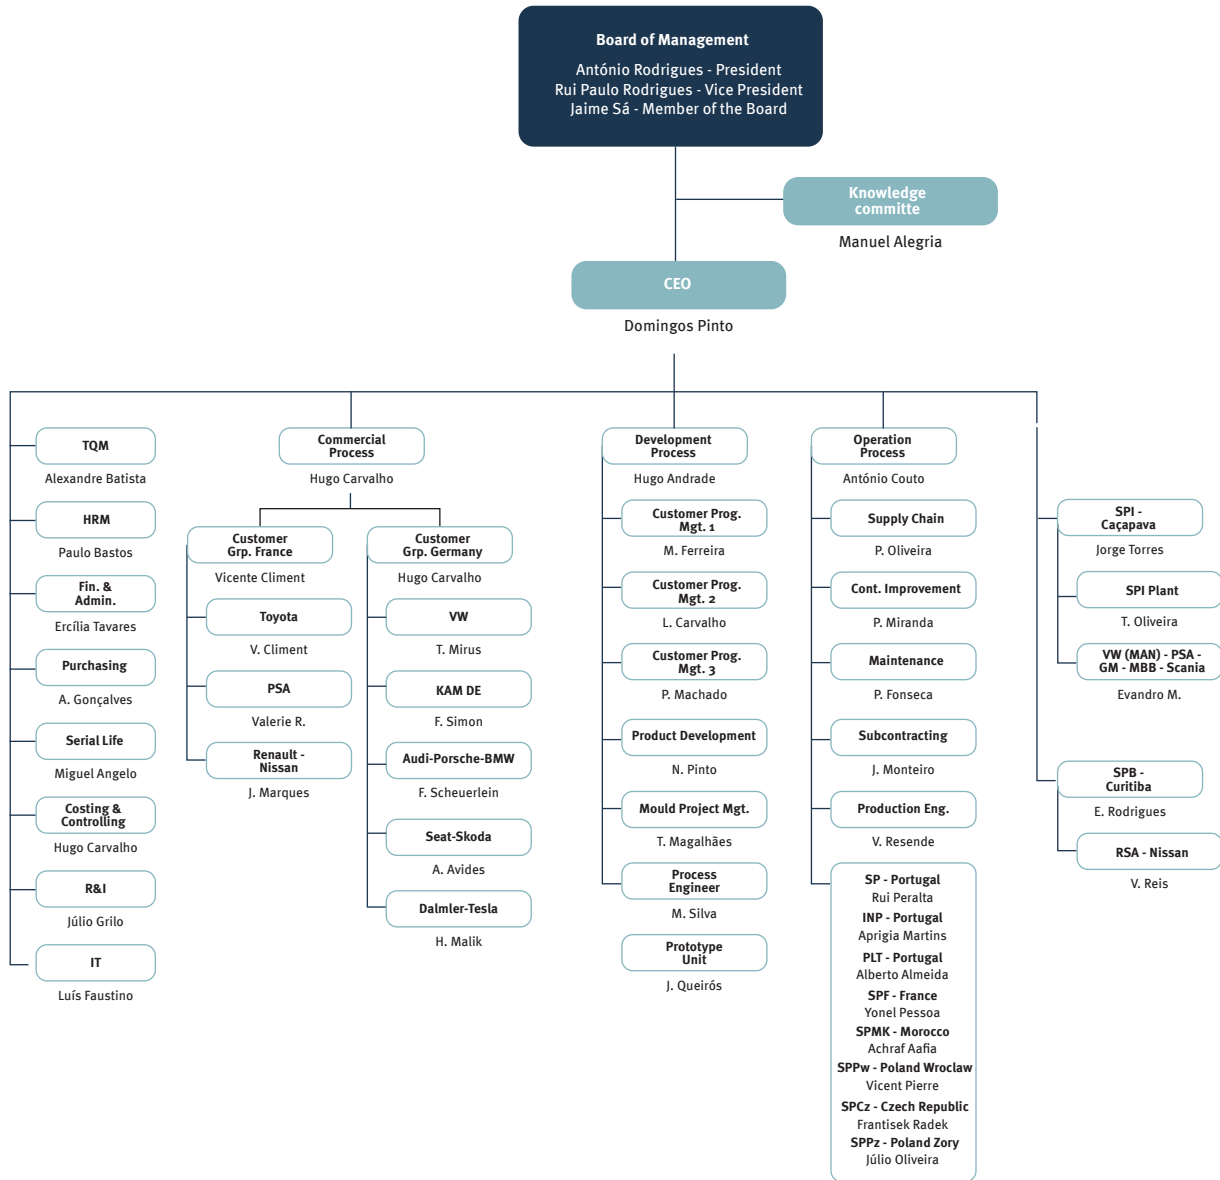 Board of Management
António Rodrigues - President
Rui Paulo Rodrigues - Vice President
Jaime Sá - Member of the Board
Knowledge
committe
Manuel Alegria
CEO
Domingos Pinto
TQM
Alexandre Batista
HRM
Paulo Bastos
Fin. &
Admin.
Ercília Tavares
Purchasing
A. Gonçalves
Serial Life
Miguel Angelo
Costing &
Controlling
Hugo Carvalho
R&I
Júlio Grilo
IT
Luís Faustino
Commercial
Process
Hugo Carvalho
Customer
Grp. France
Vicente Climent
Toyota
V. Climent
PSA
Valerie R.
Renault -
Nissan
J. Marques
Customer
Grp. Germany
Hugo Carvalho
VW
T. Mirus
KAM DE
F. Simon
Audi-Porsche-BMW
F. Scheuerlein
Seat-Skoda
A. Avides
Dalmler-Tesla
H. Malik
Development
Process
Hugo Andrade
Customer Prog.
Mgt. 1
M. Ferreira
Customer Prog.
Mgt. 2
L. Carvalho
Customer Prog.
Mgt. 3
P. Machado
Product Development
N. Pinto
Mould Project Mgt.
T. Magalhães
Process
Engineer
M. Silva
Prototype
Unit
J. Queirós
Operation
Process
António Couto
Supply Chain
P. Oliveira
Cont. Improvement
P. Miranda
Maintenance
P. Fonseca
Subcontracting
J. Monteiro
Production Eng.
V. Resende
SP - Portugal
Rui Peralta
INP - Portugal
Aprigia Martins
PLT - Portugal
Alberto Almeida
SPF - France
Yonel Pessoa
SPMK - Morocco
Achraf Aafia
SPPw - Poland Wroclaw
Vicent Pierre
SPCz - Czech Republic
Frantisek Radek
SPPz - Poland Zory
Júlio Oliveira
SPI -
Caçapava
Jorge Torres
SPI Plant
T. Oliveira
VW (MAN) - PSA -
GM - MBB - Scania
Evandro M.
SPB -
Curitiba
E. Rodrigues
RSA - Nissan
V. Reis